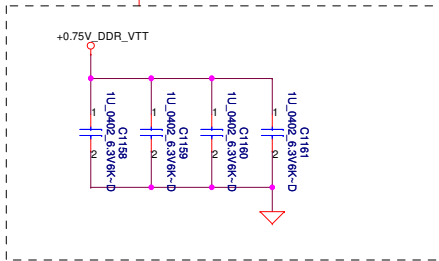 +0.75V_DDR_VTT
1
2
C1158
1U_0402_6.3V6K~D
1
2
C1159
1U_0402_6.3V6K~D
1
2
C1160
1U_0402_6.3V6K~D
1
2
C1161
1U_0402_6.3V6K~D